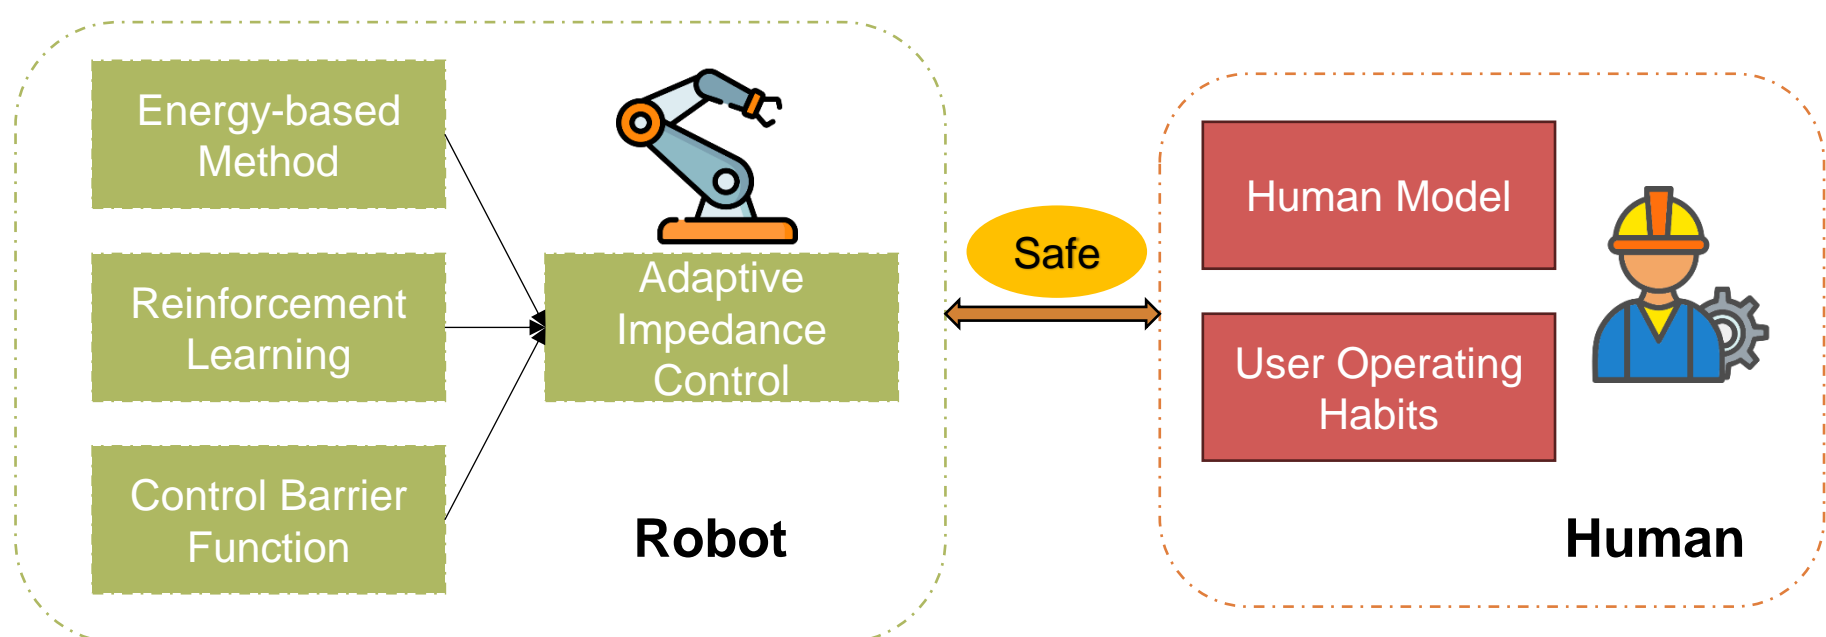 Energy-based
Method
Reinforcement
Learning
Control Barrier
Function
Adaptive
Impedance
Control
Robot
Safe
Human Model
User Operating
Habits
Human